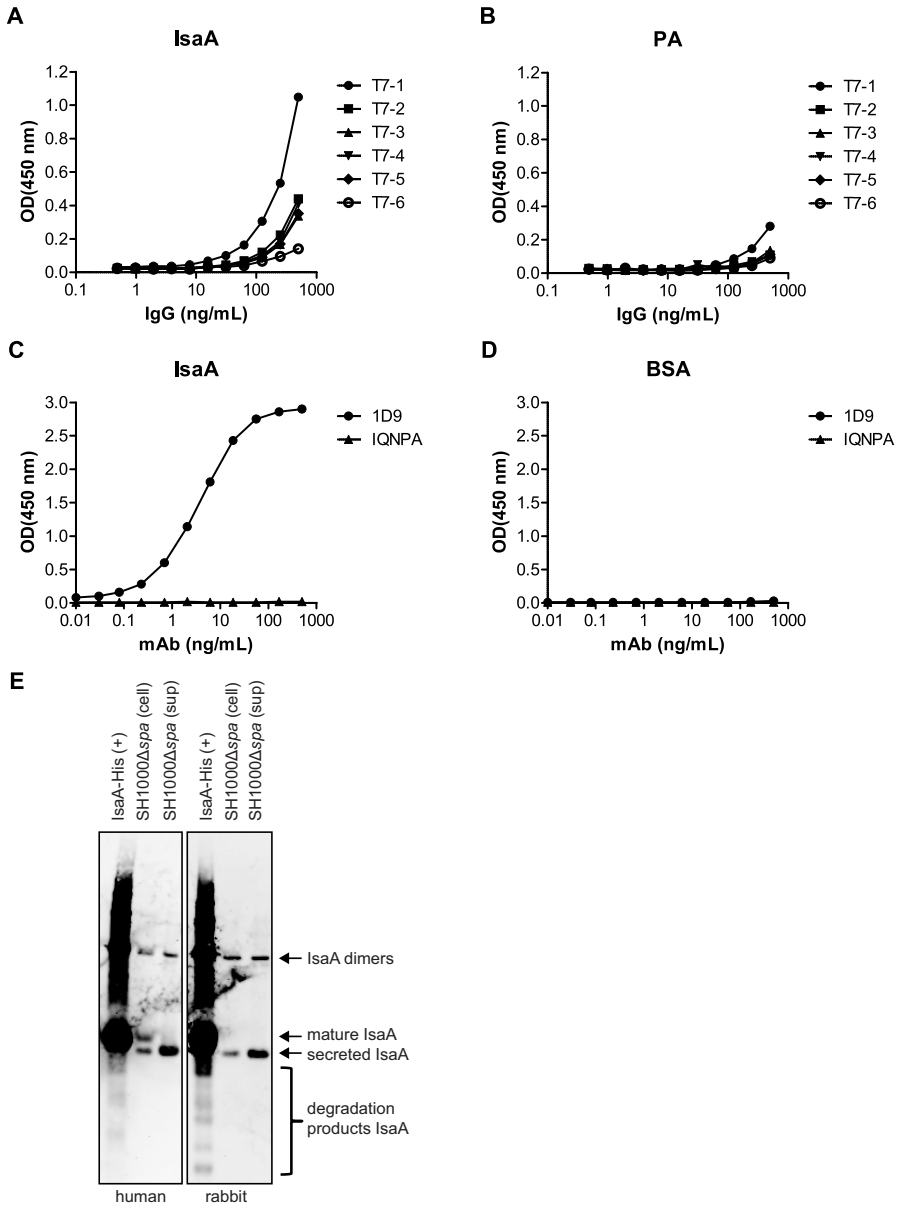 A
IsaA
OD(450 nm)
1.2
1.0
0.8
0.6
0.4
0.2
0.0
0.1
1
10
100
1000
IgG (ng/mL)
T7-1
T7-2
T7-3
T7-4
T7-5
T7-6
B
PA
OD(450 nm)
1.2
1.0
0.8
0.6
0.4
0.2
0.0
0.1
1
10
100
1000
IgG (ng/mL)
T7-1
T7-2
T7-3
T7-4
T7-5
T7-6
C
IsaA
OD(450 nm)
3.0
2.5
2.0
1.5
1.0
0.5
0.0
0.01
0.1
1
10
100
1000
mAb (ng/mL)
1D9
IQNPA
D
BSA
OD(450 nm)
3.0
2.5
2.0
1.5
1.0
0.5
0.0
0.01
0.1
1
10
100
1000
mAb (ng/mL)
1D9
IQNPA
E
IsaA-His (+)
SH1000Δspa (cell)
SH1000Δspa (sup)
IsaA-His (+)
SH1000Δspa (cell)
SH1000Δspa (sup)
IsaA dimers
mature IsaA
secreted IsaA
degradation
products IsaA
human
rabbit